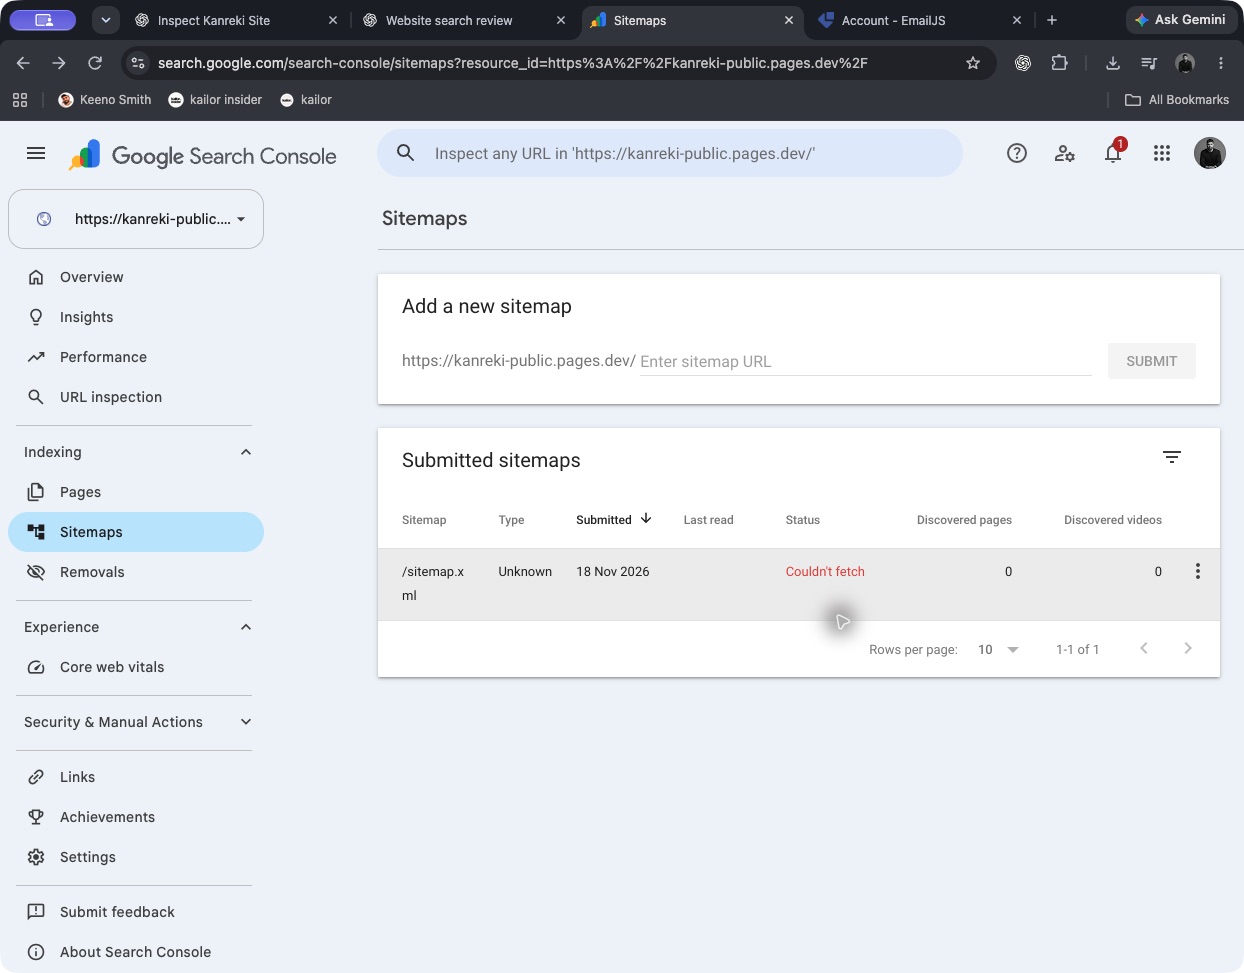 Inspect Kanreki Site
Website search review
Sitemaps
Account - EmailJS
Ask Gemini
search.google.com/search-console/sitemaps?resource_id=https%3A%2F%2Fkanreki-public.pages.dev%2F
Keeno Smith
kailor insider
kailor
All Bookmarks
Google Search Console
Inspect any URL in 'https://kanreki-public.pages.dev/'
1
https://kanreki-public....
Overview
Insights
Performance
URL inspection
Indexing
Pages
Sitemaps
Removals
Experience
Core web vitals
Security & Manual Actions
Links
Achievements
Settings
Submit feedback
About Search Console
Sitemaps
Add a new sitemap
https://kanreki-public.pages.dev/ Enter sitemap URL
SUBMIT
Submitted sitemaps
Sitemap Type Submitted Last read Status Discovered pages Discovered videos
/sitemap.x Unknown 18 Nov 2026 Couldn't fetch 0 0
ml
Rows per page: 10 1-1 of 1